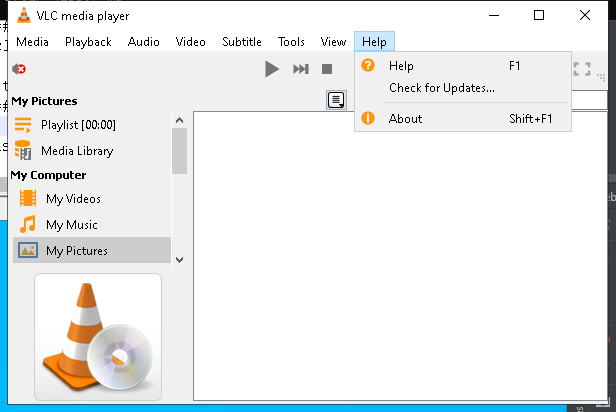 VLC media player
Media Playback Audio Video Subtitle Tools View Help
Help F1
Check for Updates...
About Shift+F1
My Pictures
Playlist [00:00]
Media Library
My Computer
My Videos
My Music
My Pictures